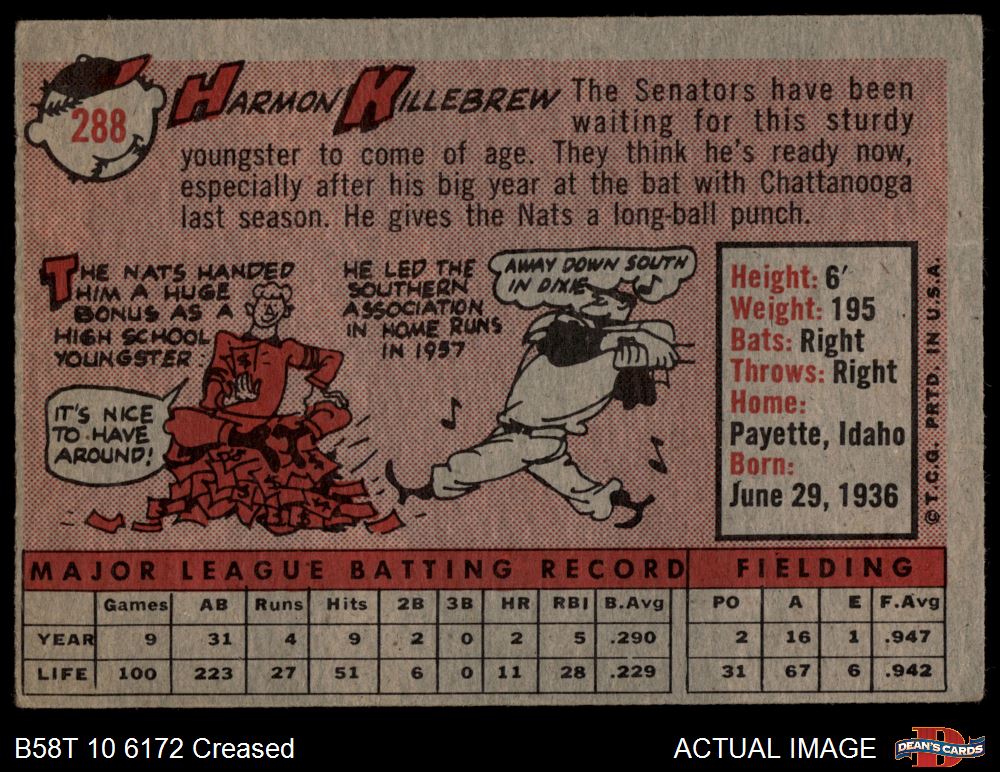 288
HARMON KILLEBREW The Senators have been
waiting for this sturdy
youngster to come of age. They think he's ready now,
especially after his big year at the bat with Chattanooga
last season. He gives the Nats a long-ball punch.
THE NATS HANDED
HIM A HUGE
BONUS AS A
HIGH SCHOOL
YOUNGSTER
IT'S NICE
TO HAVE
AROUND!
HE LED THE
SOUTHERN
ASSOCIATION
IN HOME RUNS
IN 1957
AWAY DOWN SOUTH
IN DIXIE
Height: 6'
Weight: 195
Bats: Right
Throws: Right
Home:
Payette, Idaho
Born:
June 29, 1936
© T.C.G. PRTD. IN U.S.A.
MAJOR LEAGUE BATTING RECORD FIELDING
Games AB Runs Hits 2B 3B HR RBI B.Avg PO A E F.Avg
YEAR 9 31 4 9 2 0 2 5 .290 2 16 1 .947
LIFE 100 223 27 51 6 0 11 28 .229 31 67 6 .942
B58T 10 6172 Creased
ACTUAL IMAGE
DEAN'S CARDS